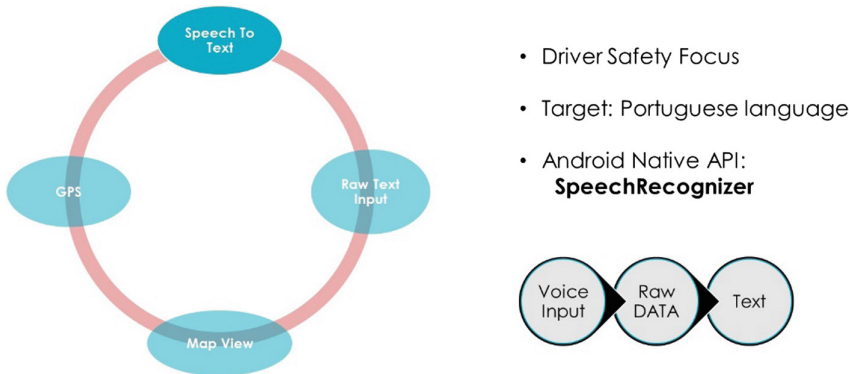 Speech To
Text
GPS
Raw Text
Input
Map View
• Driver Safety Focus
• Target: Portuguese language
• Android Native API:
SpeechRecognizer
Voice
Input
Raw
DATA
Text